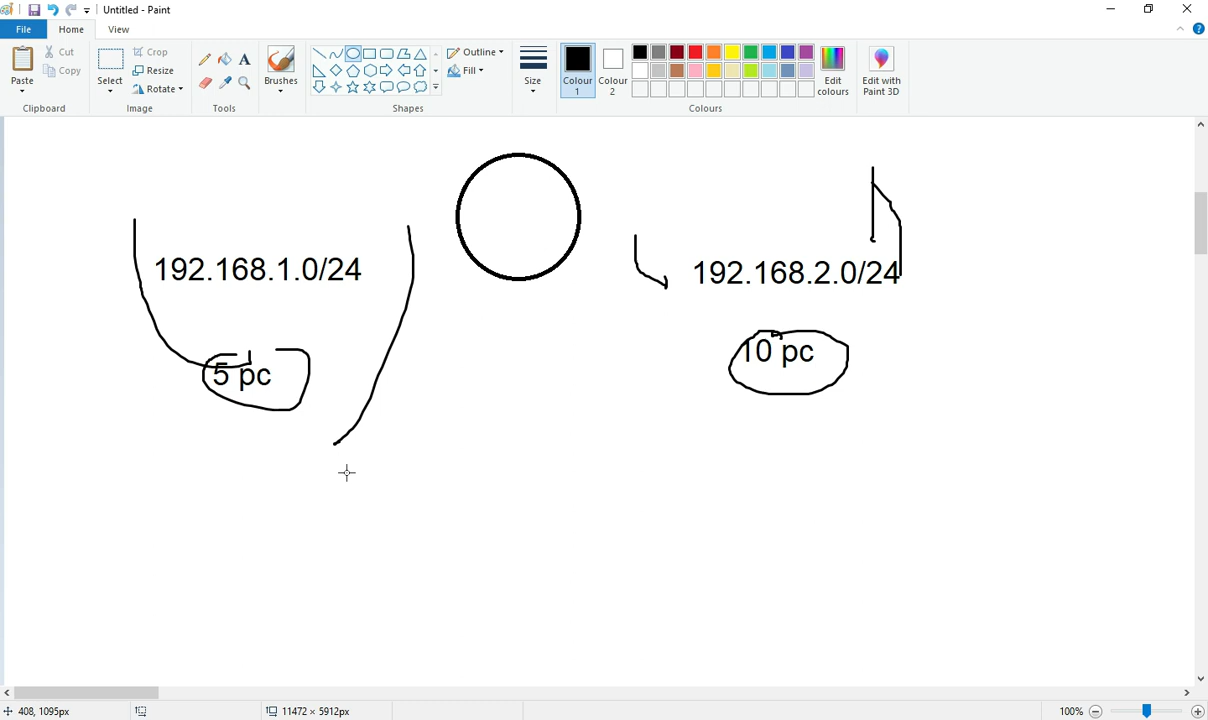 Untitled - Paint
File Home View
Paste
Clipboard
Cut
Copy
Select
Crop
Resize
Rotate
Image
A
Tools
Brushes
Shapes
Outline
Fill
Size
Colour 1
Colour 2
Edit colours
Colours
Edit with Paint 3D
192.168.1.0/24
192.168.2.0/24
10 pc
5 pc
408, 1095px
11472 × 5912px
100%